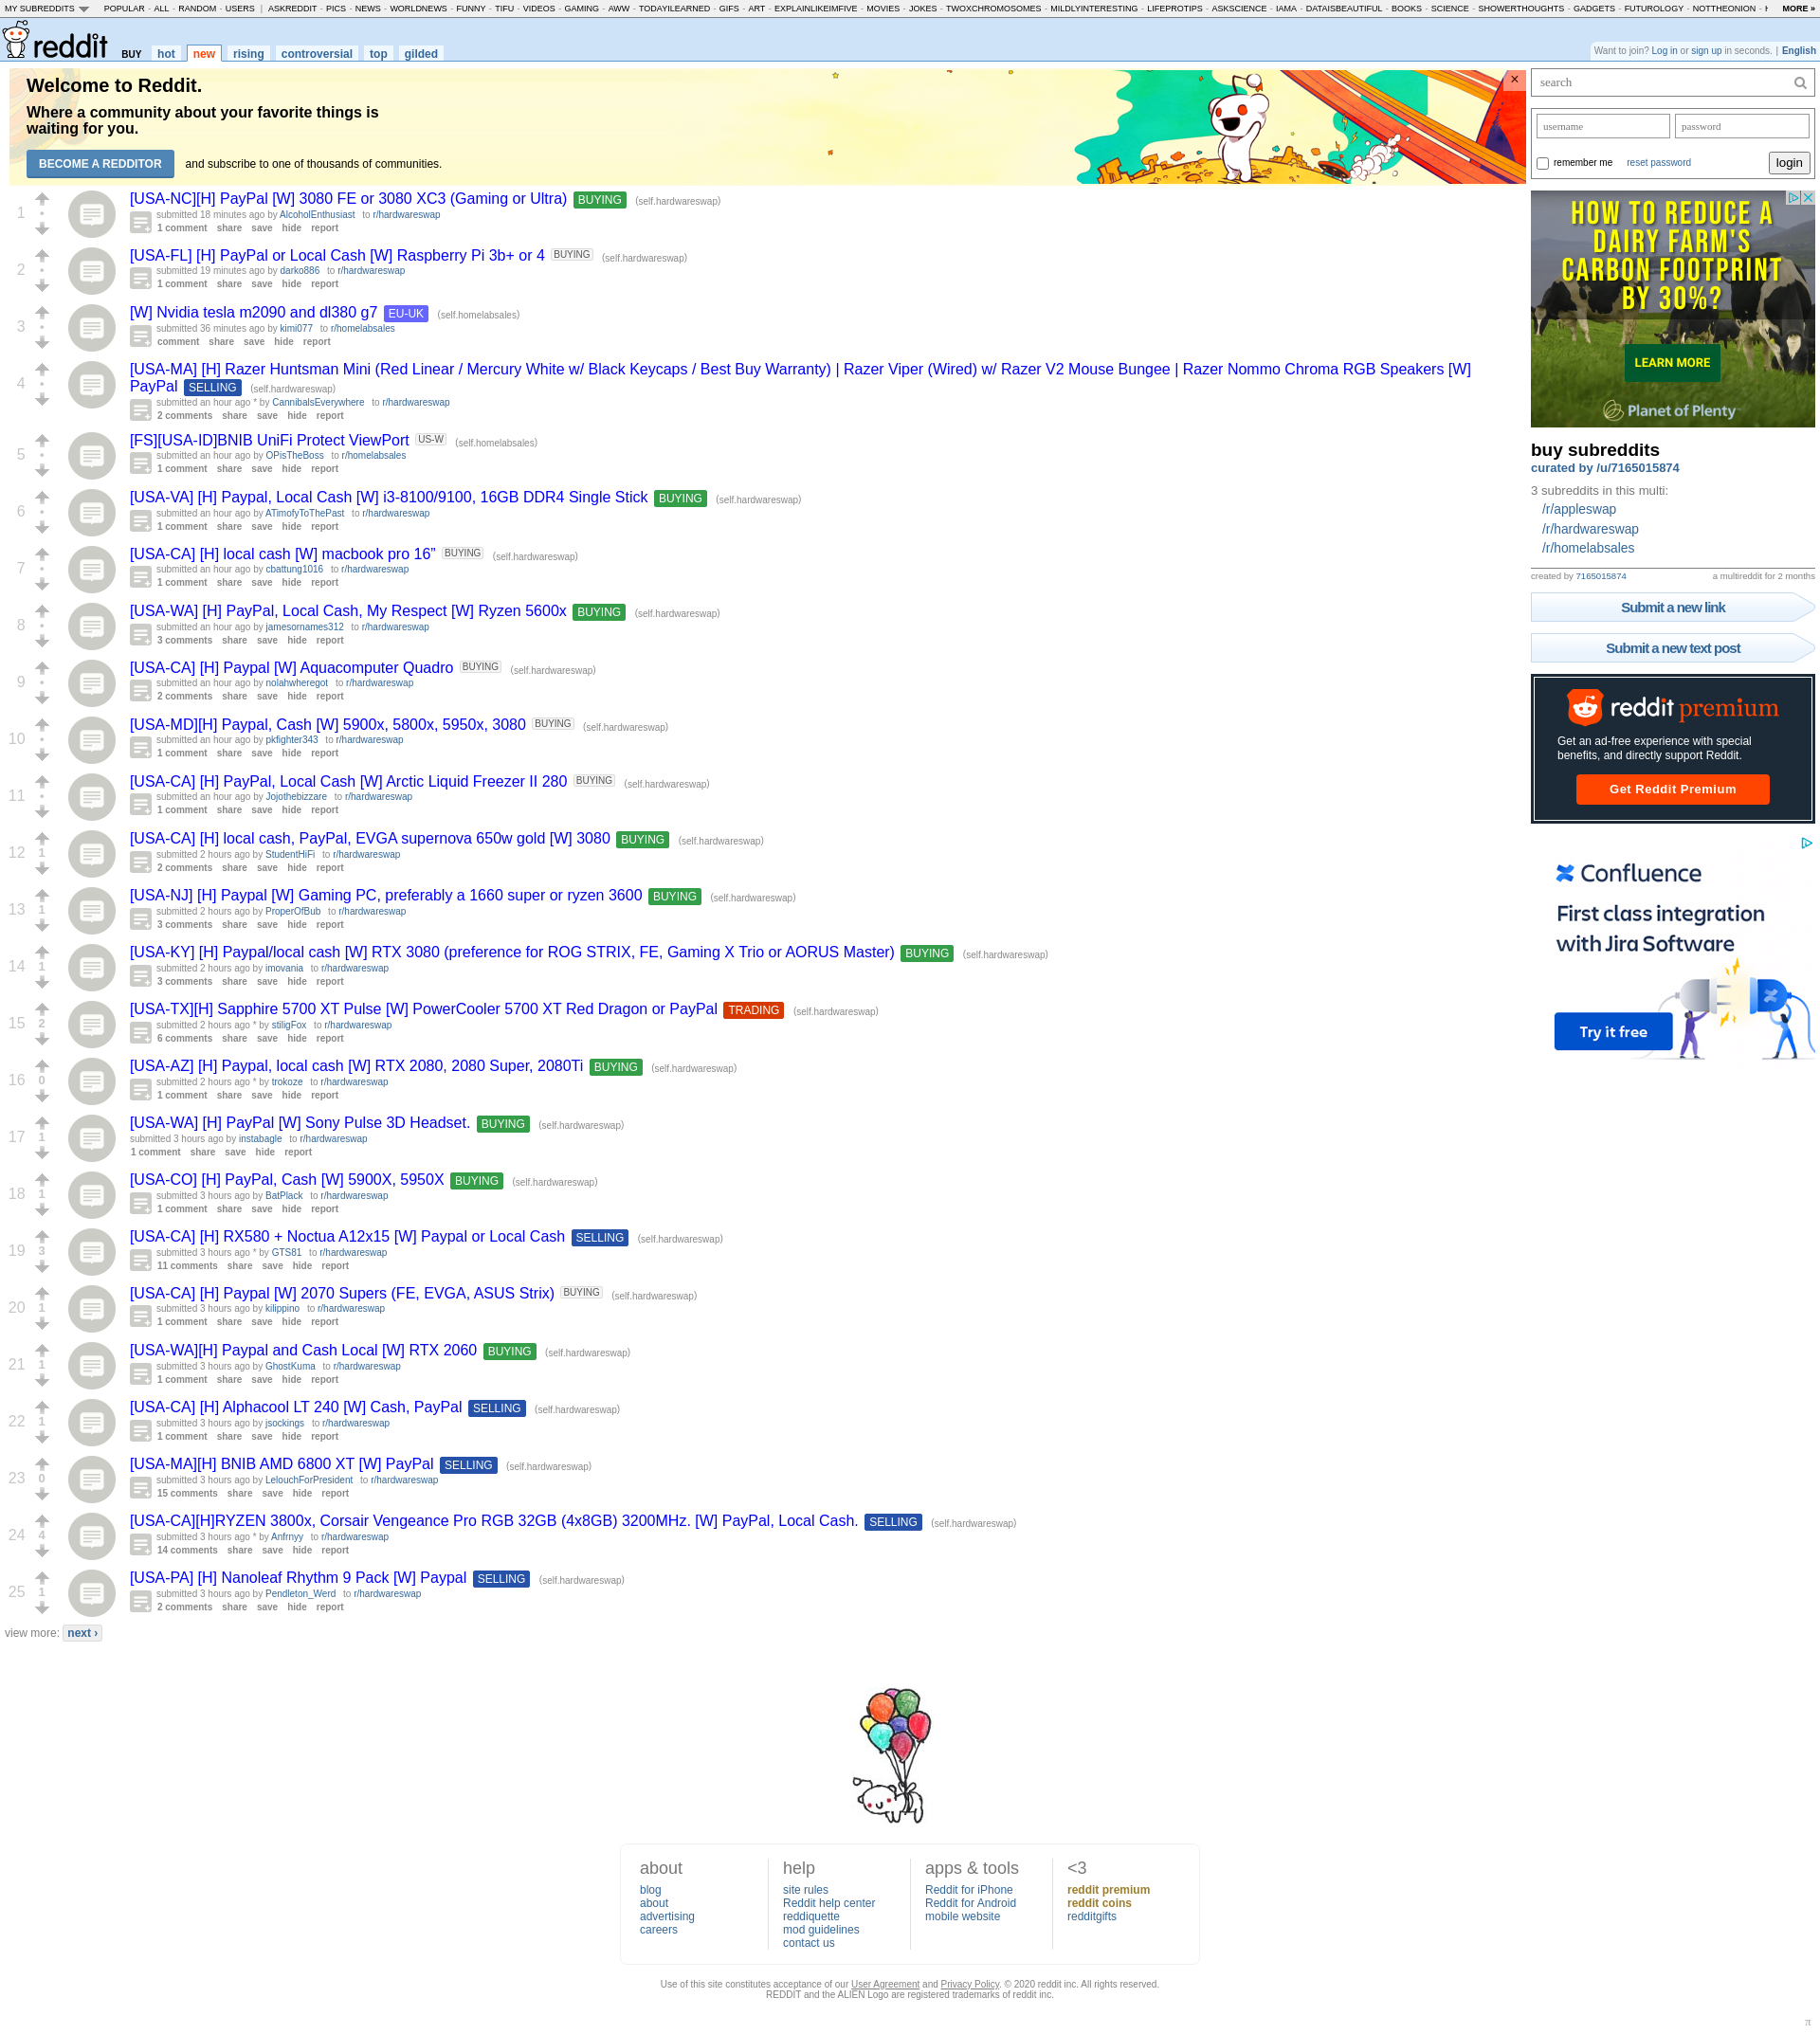 MY SUBREDDITS POPULAR - ALL - RANDOM - USERS | ASKREDDIT - PICS - NEWS - WORLDNEWS - FUNNY - TIFU - VIDEOS - GAMING - AWW - TODAYILEARNED - GIFS - ART - EXPLAINLIKEIMFIVE - MOVIES - JOKES - TWOXCHROMOSOMES - MILDLYINTERESTING - LIFEPROTIPS - ASKSCIENCE - IAMA - DATAISBEAUTIFUL - BOOKS - SCIENCE - SHOWERTHOUGHTS - GADGETS - FUTUROLOGY - NOTTHEONION - MORE »
reddit BUY hot new rising controversial top gilded
Want to join? Log in or sign up in seconds. | English
Welcome to Reddit.
Where a community about your favorite things is
waiting for you.
BECOME A REDDITOR and subscribe to one of thousands of communities.
×
1
[USA-NC][H] PayPal [W] 3080 FE or 3080 XC3 (Gaming or Ultra) BUYING (self.hardwareswap)
submitted 18 minutes ago by AlcoholEnthusiast to r/hardwareswap
1 comment share save hide report
2
[USA-FL] [H] PayPal or Local Cash [W] Raspberry Pi 3b+ or 4 BUYING (self.hardwareswap)
submitted 19 minutes ago by darko886 to r/hardwareswap
1 comment share save hide report
3
[W] Nvidia tesla m2090 and dl380 g7 EU-UK (self.homelabsales)
submitted 36 minutes ago by kimi077 to r/homelabsales
comment share save hide report
4
[USA-MA] [H] Razer Huntsman Mini (Red Linear / Mercury White w/ Black Keycaps / Best Buy Warranty) | Razer Viper (Wired) w/ Razer V2 Mouse Bungee | Razer Nommo Chroma RGB Speakers [W]
PayPal SELLING (self.hardwareswap)
submitted an hour ago * by CannibalsEverywhere to r/hardwareswap
2 comments share save hide report
5
[FS][USA-ID]BNIB UniFi Protect ViewPort US-W (self.homelabsales)
submitted an hour ago by OPisTheBoss to r/homelabsales
1 comment share save hide report
6
[USA-VA] [H] Paypal, Local Cash [W] i3-8100/9100, 16GB DDR4 Single Stick BUYING (self.hardwareswap)
submitted an hour ago by ATimofyToThePast to r/hardwareswap
1 comment share save hide report
7
[USA-CA] [H] local cash [W] macbook pro 16” BUYING (self.hardwareswap)
submitted an hour ago by cbattung1016 to r/hardwareswap
1 comment share save hide report
8
[USA-WA] [H] PayPal, Local Cash, My Respect [W] Ryzen 5600x BUYING (self.hardwareswap)
submitted an hour ago by jamesornames312 to r/hardwareswap
3 comments share save hide report
9
[USA-CA] [H] Paypal [W] Aquacomputer Quadro BUYING (self.hardwareswap)
submitted an hour ago by nolahwheregot to r/hardwareswap
2 comments share save hide report
10
[USA-MD][H] Paypal, Cash [W] 5900x, 5800x, 5950x, 3080 BUYING (self.hardwareswap)
submitted an hour ago by pkfighter343 to r/hardwareswap
1 comment share save hide report
11
[USA-CA] [H] PayPal, Local Cash [W] Arctic Liquid Freezer II 280 BUYING (self.hardwareswap)
submitted an hour ago by Jojothebizzare to r/hardwareswap
1 comment share save hide report
12 1
[USA-CA] [H] local cash, PayPal, EVGA supernova 650w gold [W] 3080 BUYING (self.hardwareswap)
submitted 2 hours ago by StudentHiFi to r/hardwareswap
2 comments share save hide report
13 1
[USA-NJ] [H] Paypal [W] Gaming PC, preferably a 1660 super or ryzen 3600 BUYING (self.hardwareswap)
submitted 2 hours ago by ProperOfBub to r/hardwareswap
3 comments share save hide report
14 1
[USA-KY] [H] Paypal/local cash [W] RTX 3080 (preference for ROG STRIX, FE, Gaming X Trio or AORUS Master) BUYING (self.hardwareswap)
submitted 2 hours ago by imovania to r/hardwareswap
3 comments share save hide report
15 2
[USA-TX][H] Sapphire 5700 XT Pulse [W] PowerCooler 5700 XT Red Dragon or PayPal TRADING (self.hardwareswap)
submitted 2 hours ago * by stiligFox to r/hardwareswap
6 comments share save hide report
16 0
[USA-AZ] [H] Paypal, local cash [W] RTX 2080, 2080 Super, 2080Ti BUYING (self.hardwareswap)
submitted 2 hours ago * by trokoze to r/hardwareswap
1 comment share save hide report
17 1
[USA-WA] [H] PayPal [W] Sony Pulse 3D Headset. BUYING (self.hardwareswap)
submitted 3 hours ago by instabagle to r/hardwareswap
1 comment share save hide report
18 1
[USA-CO] [H] PayPal, Cash [W] 5900X, 5950X BUYING (self.hardwareswap)
submitted 3 hours ago by BatPlack to r/hardwareswap
1 comment share save hide report
19 3
[USA-CA] [H] RX580 + Noctua A12x15 [W] Paypal or Local Cash SELLING (self.hardwareswap)
submitted 3 hours ago * by GTS81 to r/hardwareswap
11 comments share save hide report
20 1
[USA-CA] [H] Paypal [W] 2070 Supers (FE, EVGA, ASUS Strix) BUYING (self.hardwareswap)
submitted 3 hours ago by kilippino to r/hardwareswap
1 comment share save hide report
21 1
[USA-WA][H] Paypal and Cash Local [W] RTX 2060 BUYING (self.hardwareswap)
submitted 3 hours ago by GhostKuma to r/hardwareswap
1 comment share save hide report
22 1
[USA-CA] [H] Alphacool LT 240 [W] Cash, PayPal SELLING (self.hardwareswap)
submitted 3 hours ago by jsockings to r/hardwareswap
1 comment share save hide report
23 0
[USA-MA][H] BNIB AMD 6800 XT [W] PayPal SELLING (self.hardwareswap)
submitted 3 hours ago by LelouchForPresident to r/hardwareswap
15 comments share save hide report
24 4
[USA-CA][H]RYZEN 3800x, Corsair Vengeance Pro RGB 32GB (4x8GB) 3200MHz. [W] PayPal, Local Cash. SELLING (self.hardwareswap)
submitted 3 hours ago * by Anfrnyy to r/hardwareswap
14 comments share save hide report
25 1
[USA-PA] [H] Nanoleaf Rhythm 9 Pack [W] Paypal SELLING (self.hardwareswap)
submitted 3 hours ago by Pendleton_Werd to r/hardwareswap
2 comments share save hide report
view more: next ›
search
username password
remember me reset password login
HOW TO REDUCE A
DAIRY FARM'S
CARBON FOOTPRINT
BY 30%?
LEARN MORE
Planet of Plenty
buy subreddits
curated by /u/7165015874
3 subreddits in this multi:
/r/appleswap
/r/hardwareswap
/r/homelabsales
created by 7165015874 a multireddit for 2 months
Submit a new link
Submit a new text post
reddit premium
Get an ad-free experience with special
benefits, and directly support Reddit.
Get Reddit Premium
Confluence
First class integration
with Jira Software
Try it free
about
blog
about
advertising
careers
help
site rules
Reddit help center
reddiquette
mod guidelines
contact us
apps & tools
Reddit for iPhone
Reddit for Android
mobile website
<3
reddit premium
reddit coins
redditgifts
Use of this site constitutes acceptance of our User Agreement and Privacy Policy. © 2020 reddit inc. All rights reserved.
REDDIT and the ALIEN Logo are registered trademarks of reddit inc.
π